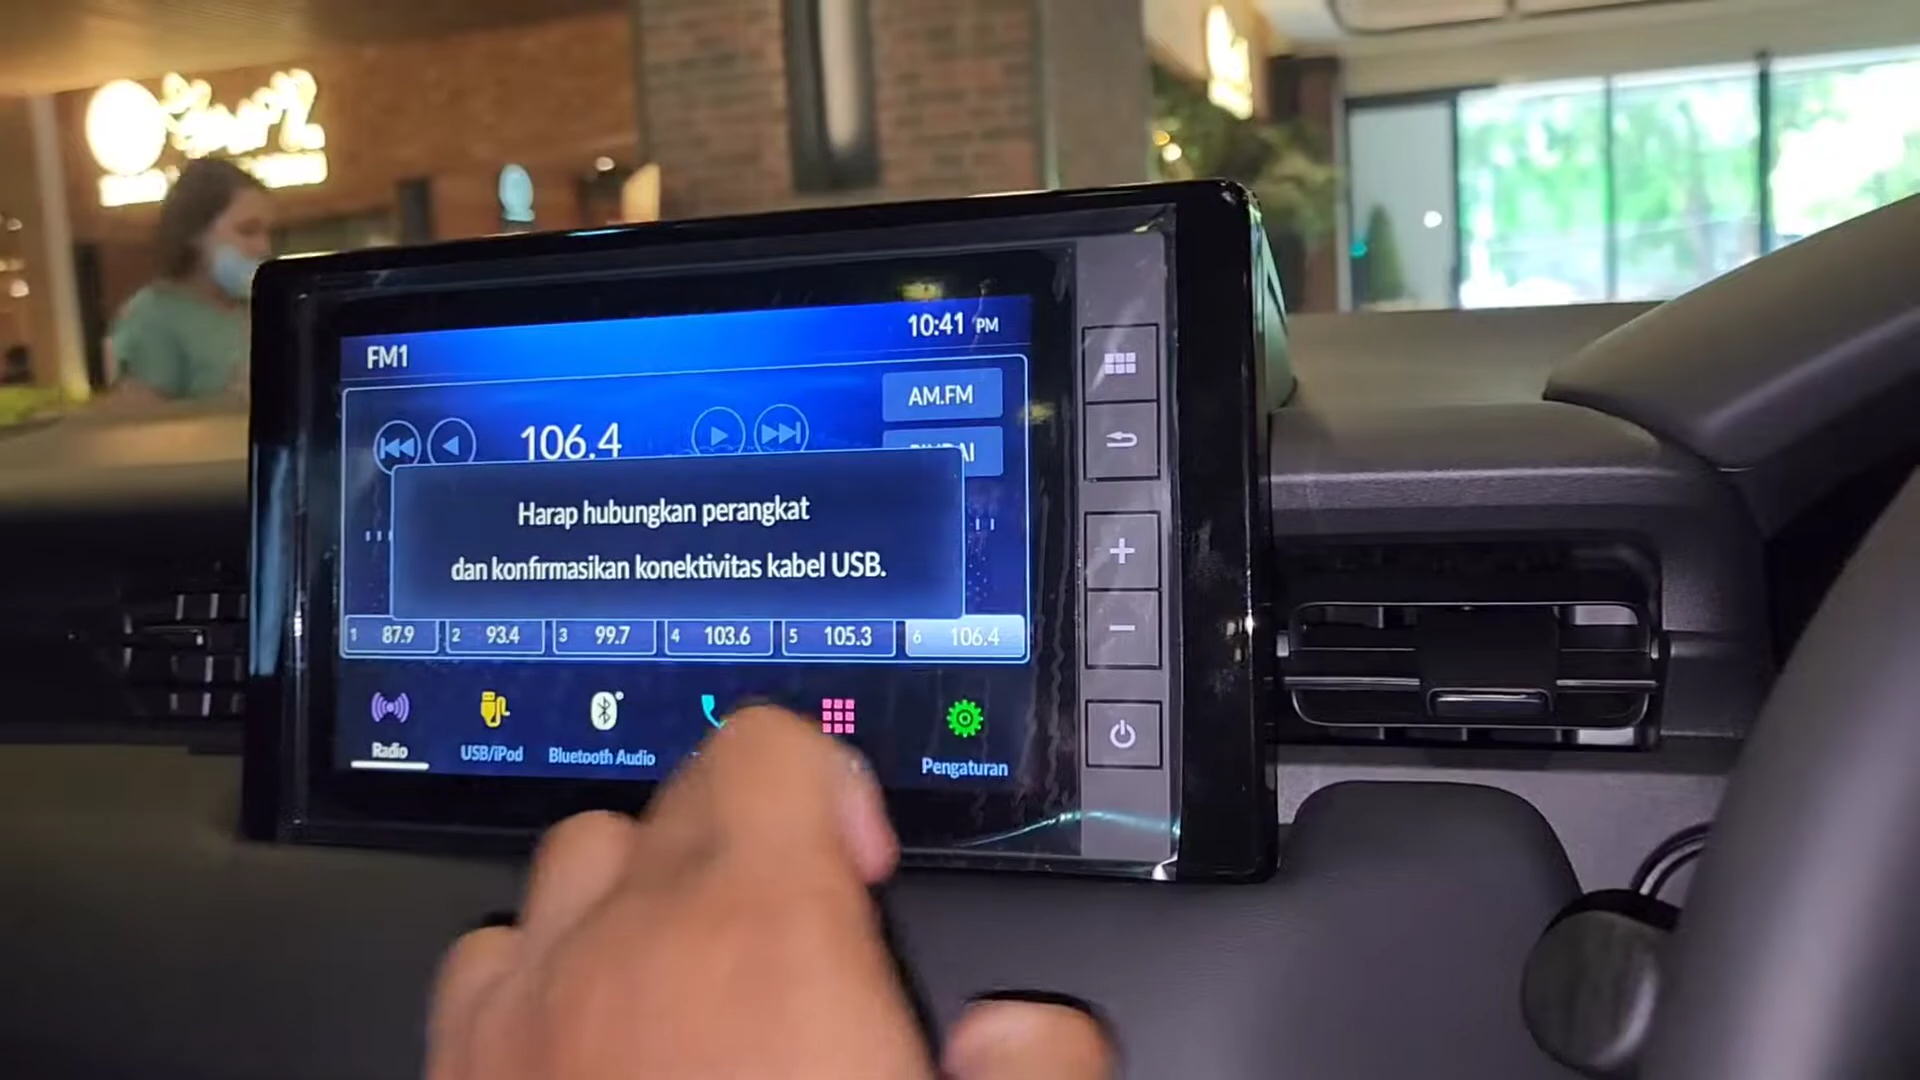 10:41 PM
FM1
AM.FM
106.4
Harap hubungkan perangkat
dan konfirmasikan konektivitas kabel USB.
1 87.9
2 93.4
3 99.7
4 103.6
5 105.3
6 106.4
Radio
USB/iPod
Bluetooth Audio
Pengaturan